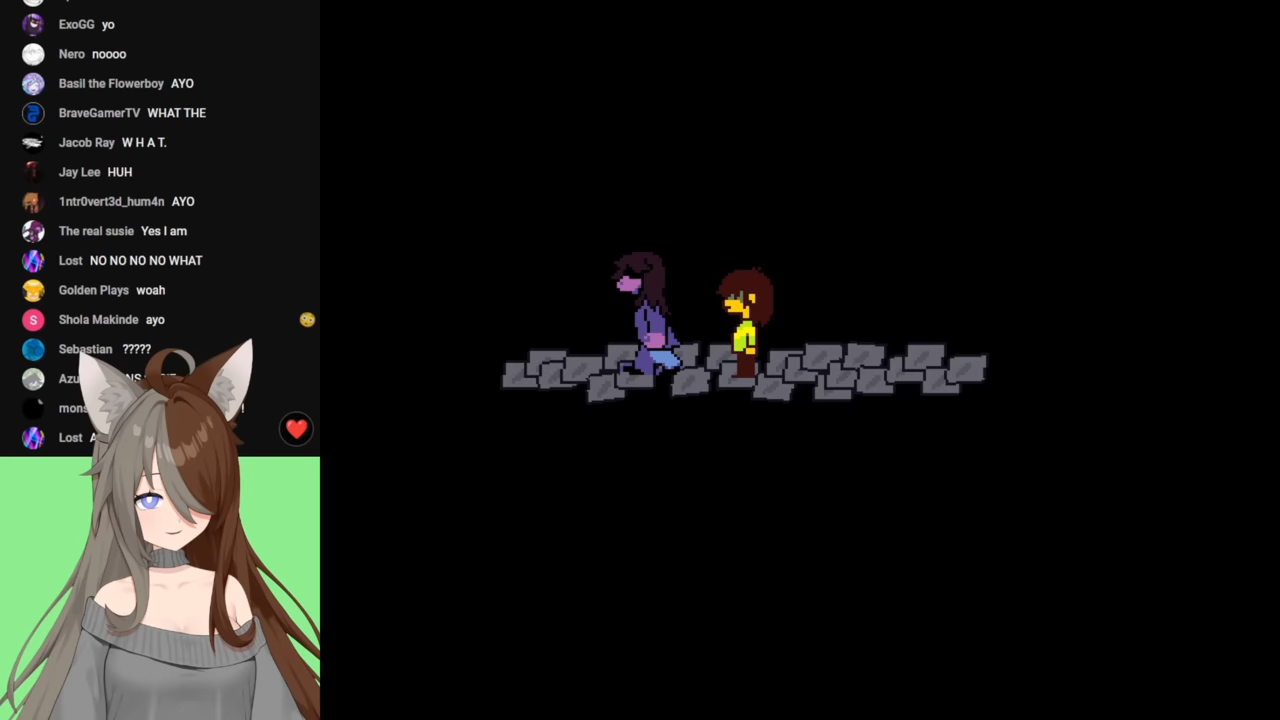 ExoGG yo
Nero noooo
Basil the Flowerboy AYO
BraveGamerTV WHAT THE
Jacob Ray W H A T.
Jay Lee HUH
1ntr0vert3d_hum4n AYO
The real susie Yes I am
Lost NO NO NO NO WHAT
Golden Plays woah
Shola Makinde ayo
S
Sebastian ?????
Lost